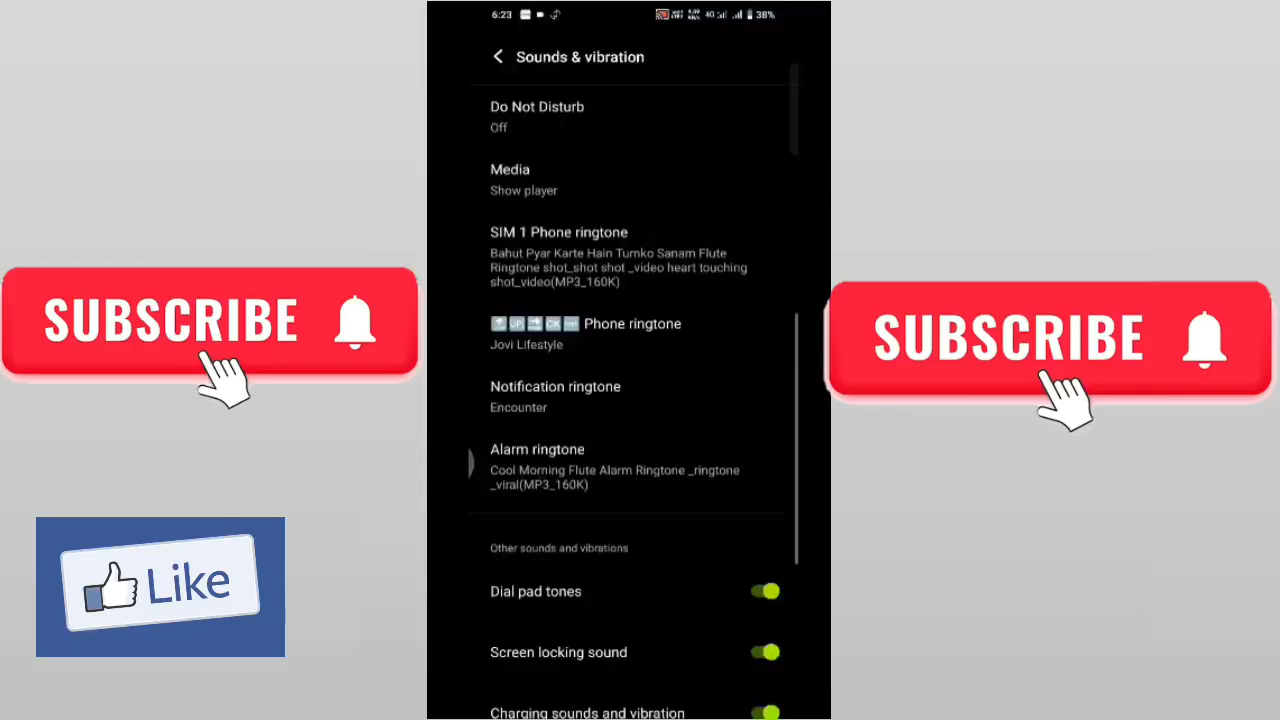 6:23
4G
38%
Sounds & vibration
Do Not Disturb
Off
Media
Show player
SIM 1 Phone ringtone
Bahut Pyar Karte Hain Tumko Sanam Flute
Ringtone shot_shot shot _video heart touching
shot_video(MP3_160K)
Phone ringtone
Jovi Lifestyle
Notification ringtone
Encounter
Alarm ringtone
Cool Morning Flute Alarm Ringtone _ringtone
_viral(MP3_160K)
Other sounds and vibrations
Dial pad tones
Screen locking sound
Charging sounds and vibration
SUBSCRIBE
SUBSCRIBE
Like